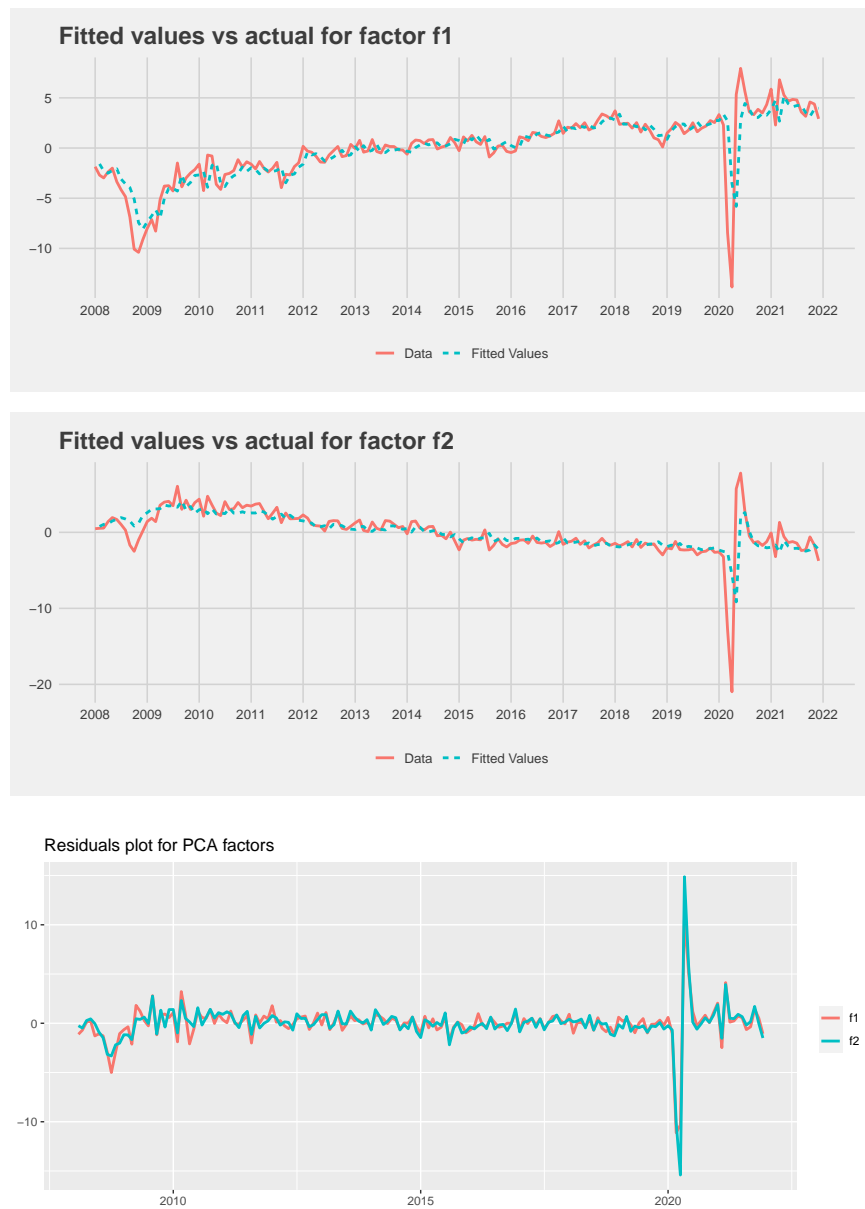 Fitted values vs actual for factor f1
5
0
−5
−10
2008 2009 2010 2011 2012 2013 2014 2015 2016 2017 2018 2019 2020 2021 2022
Data Fitted Values
Fitted values vs actual for factor f2
0
−10
−20
2008 2009 2010 2011 2012 2013 2014 2015 2016 2017 2018 2019 2020 2021 2022
Data Fitted Values
Residuals plot for PCA factors
10
0
−10
f1
f2
2010 2015 2020